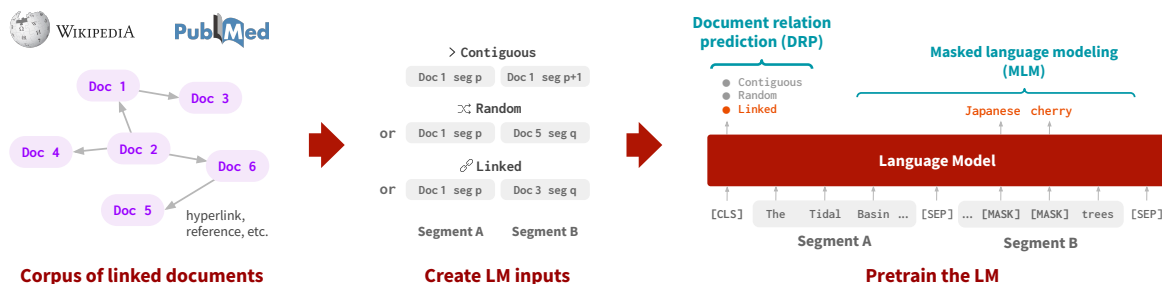 WIKIPEDIA
PubMed
Doc 1
Doc 3
Doc 4
Doc 2
Doc 6
Doc 5
hyperlink,
reference, etc.
Corpus of linked documents
Contiguous
Doc 1 seg p Doc 1 seg p+1
Random
or Doc 1 seg p Doc 5 seg q
Linked
or Doc 1 seg p Doc 3 seg q
Segment A Segment B
Create LM inputs
Document relation
prediction (DRP)
Contiguous
Random
Linked
Masked language modeling
(MLM)
Japanese cherry
Language Model
[CLS] The Tidal Basin ... [SEP] ... [MASK] [MASK] trees [SEP]
Segment A Segment B
Pretrain the LM